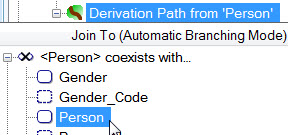 Derivation Path from 'Person'
Join To (Automatic Branching Mode)
<Person> coexists with...
Gender
Gender_Code
Person